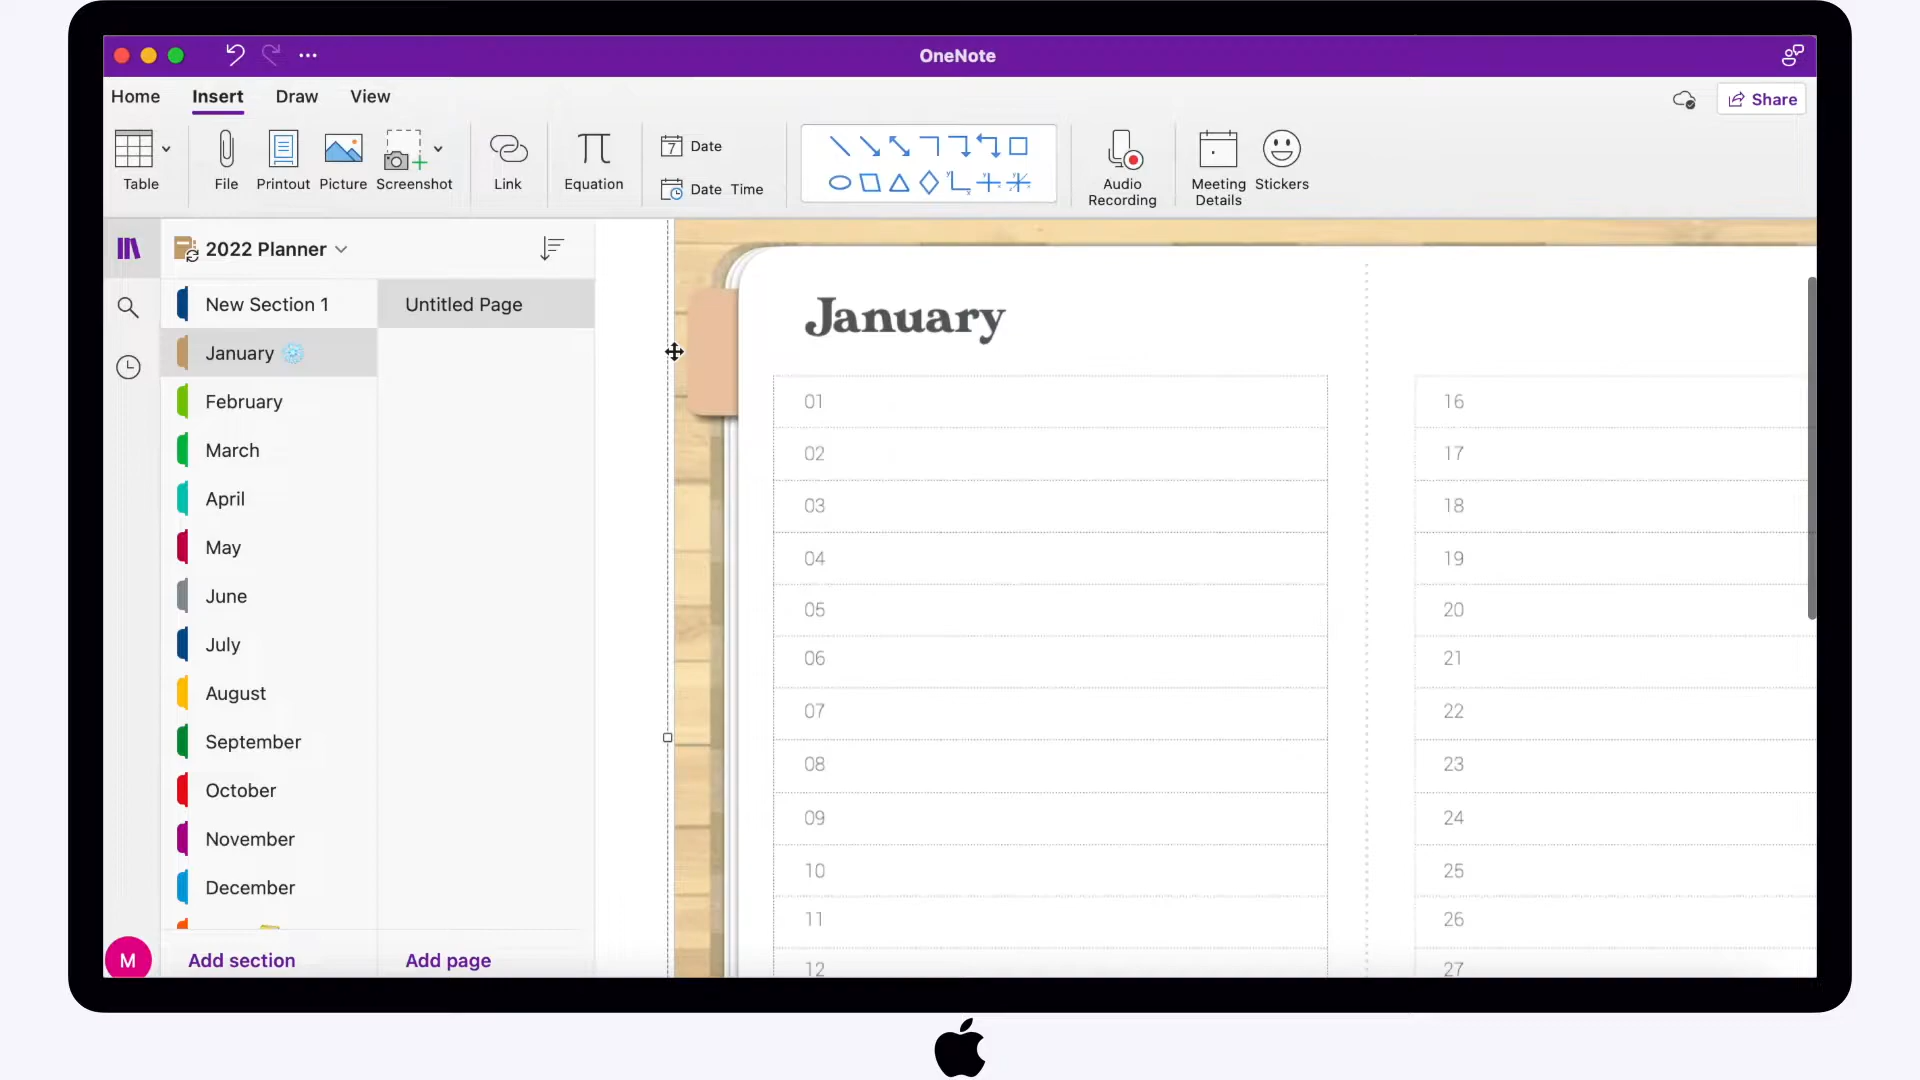 OneNote
Home Insert Draw View
Share
Table
File
Printout
Picture
Screenshot
Link
Equation
7 Date
Date Time
Audio Recording
Meeting Details
Stickers
2022 Planner
New Section 1
January
February
March
April
May
June
July
August
September
October
November
December
Add section
M
Untitled Page
Add page
January
01
02
03
04
05
06
07
08
09
10
11
12
16
17
18
19
20
21
22
23
24
25
26
27